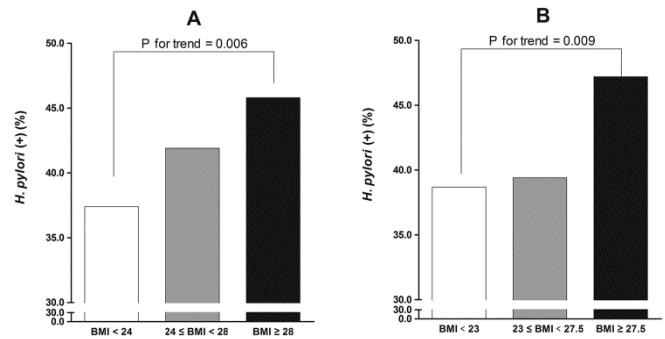 A
P for trend = 0.006
50.0
45.0
40.0
35.0
30.0
30.0
0.0
H. pylori (+) (%)
BMI < 24
24 ≤ BMI < 28
BMI ≥ 28
B
P for trend = 0.009
50.0
45.0
40.0
35.0
30.0
30.0
0.0
H. pylori (+) (%)
BMI < 23
23 ≤ BMI < 27.5
BMI ≥ 27.5